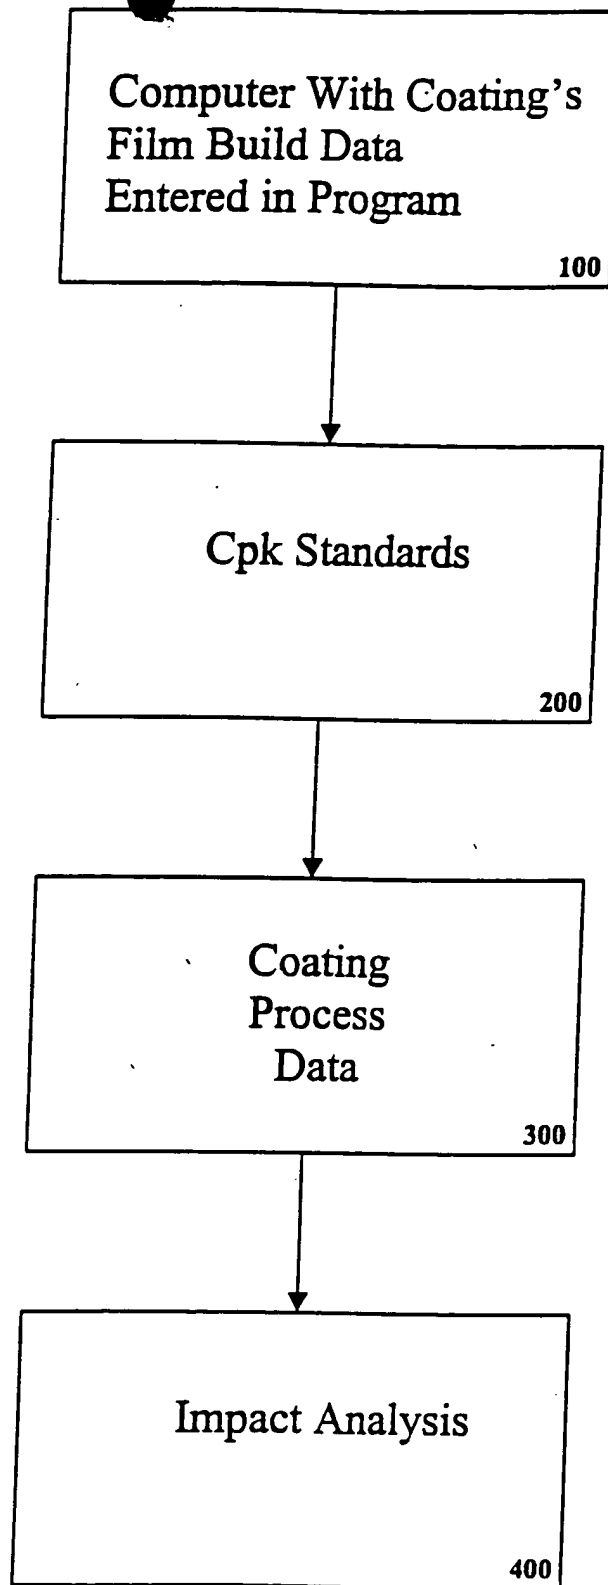 Computer With Coating's
Film Build Data
Entered in Program
100
Cpk Standards
200
Coating
Process
Data
300
Impact Analysis
400